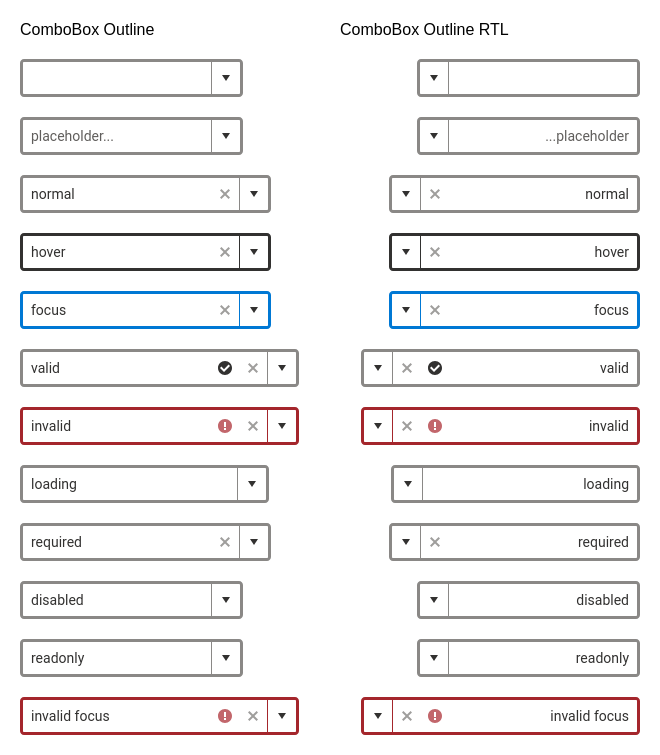 ComboBox Outline
placeholder...
normal
hover
focus
valid
invalid
loading
required
disabled
readonly
invalid focus
ComboBox Outline RTL
...placeholder
normal
hover
focus
valid
invalid
loading
required
disabled
readonly
invalid focus